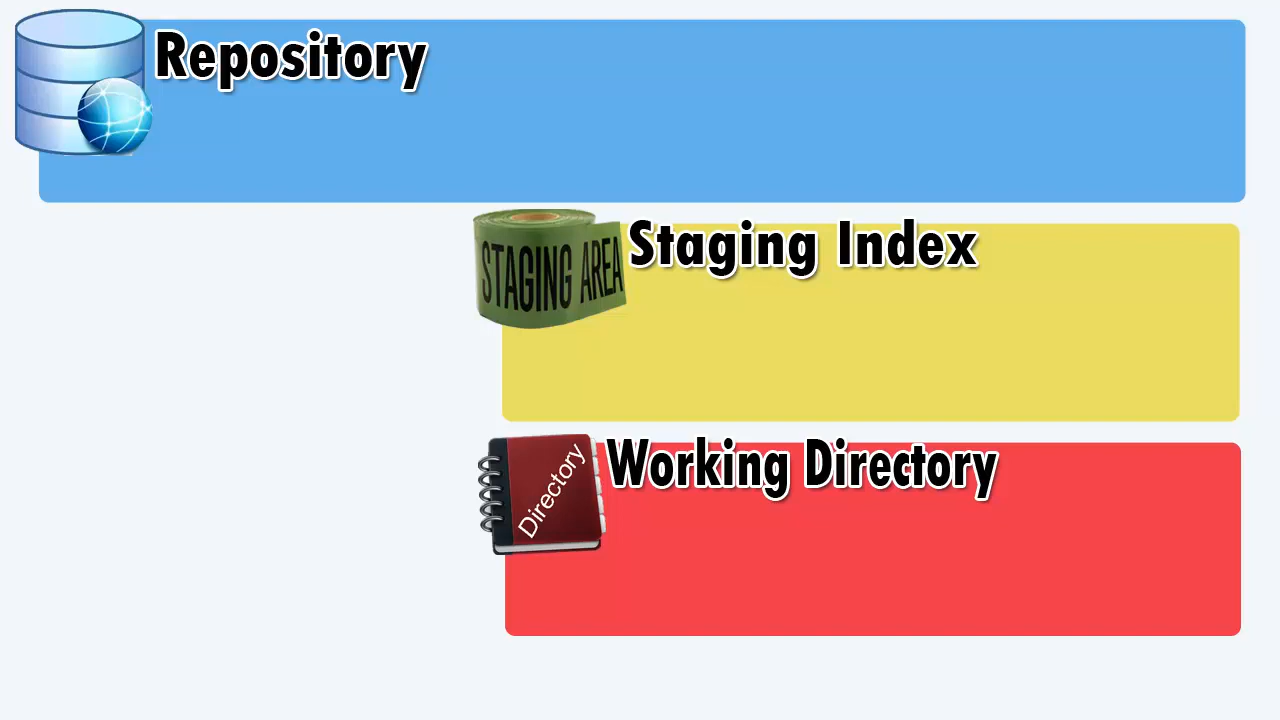 Repository
STAGING AREA
Staging Index
Directory
Working Directory